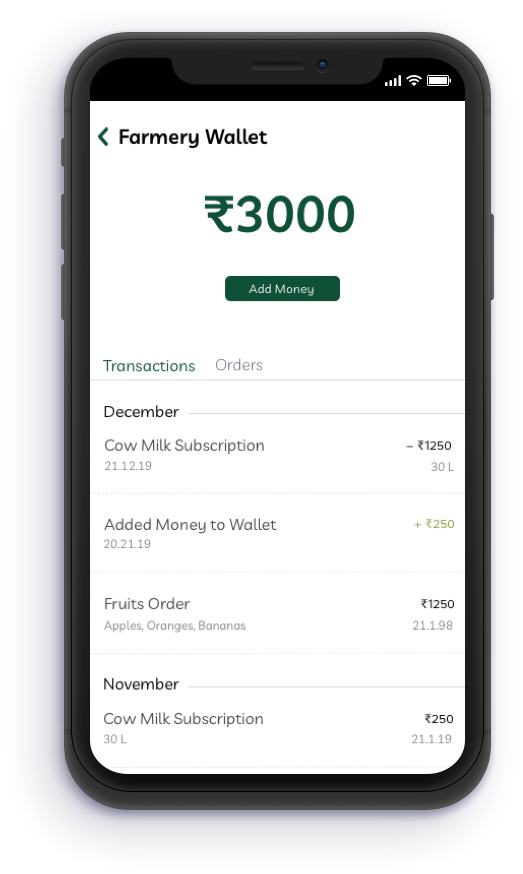 Farmery Wallet
₹3000
Add Money
Transactions Orders
December
Cow Milk Subscription – ₹1250
21.12.19 30 L
Added Money to Wallet + ₹250
20.21.19
Fruits Order ₹1250
Apples, Oranges, Bananas 21.1.98
November
Cow Milk Subscription ₹250
30 L 21.1.19